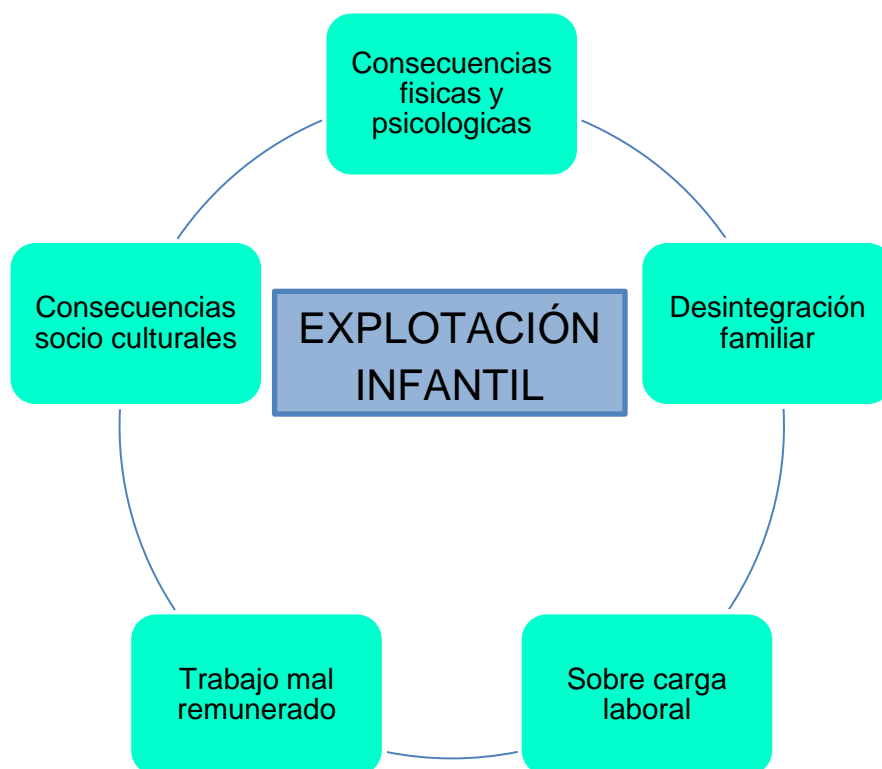 Consecuencias
fisicas y
psicologicas
Consecuencias
socio culturales
EXPLOTACIÓN
INFANTIL
Desintegración
familiar
Trabajo mal
remunerado
Sobre carga
laboral